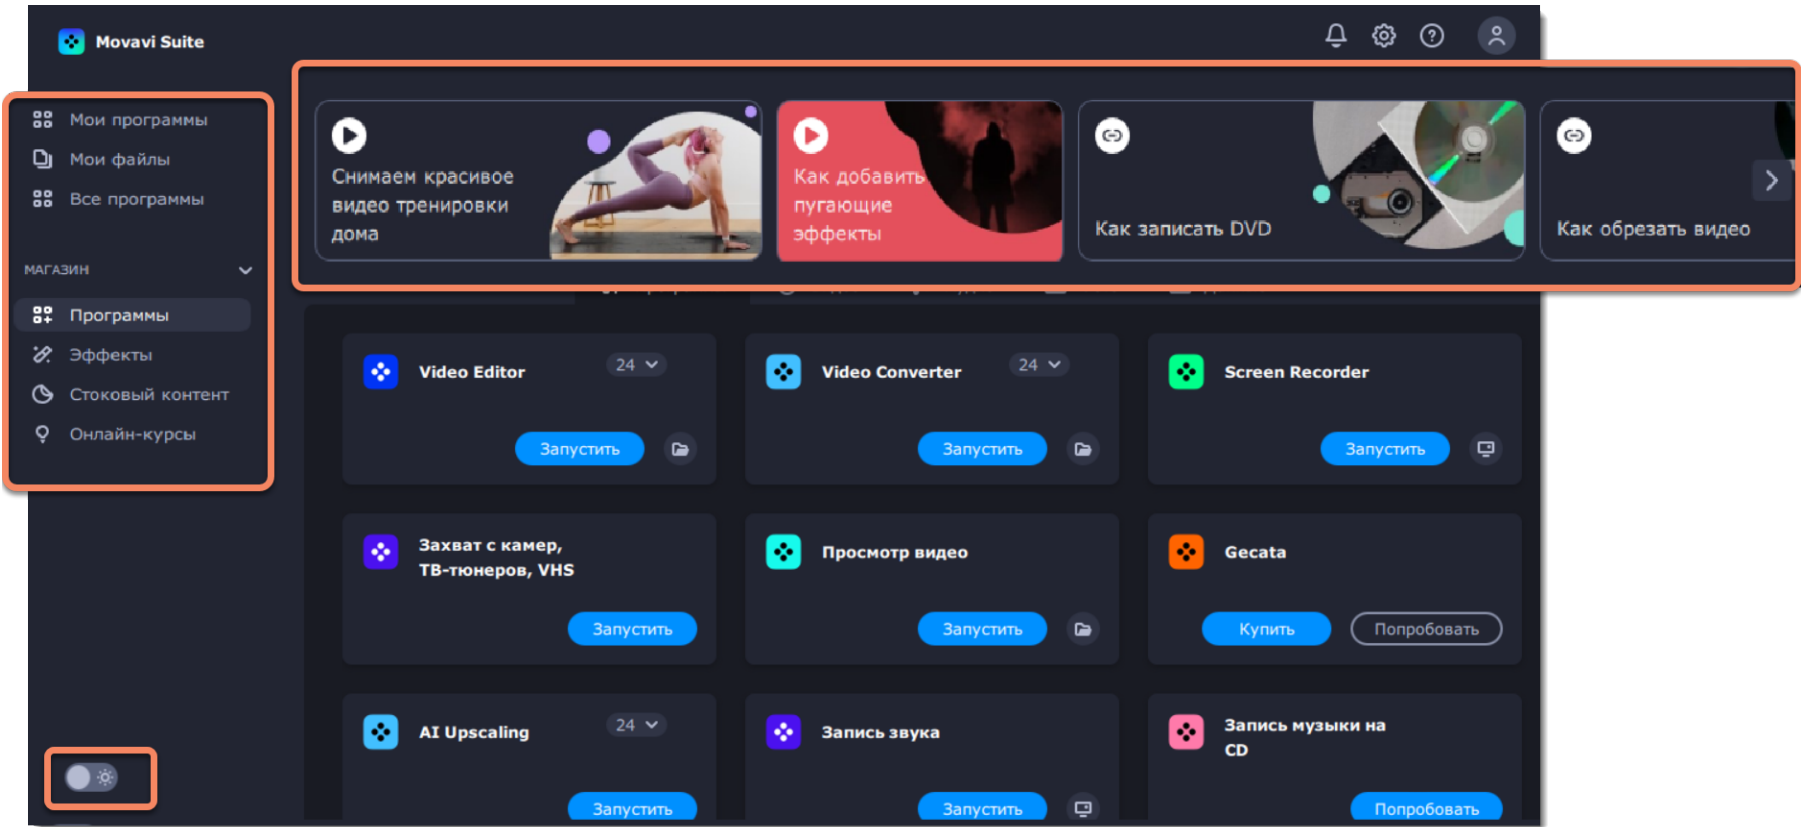 Movavi Suite
Мои программы
Мои файлы
Все программы
МАГАЗИН
Программы
Эффекты
Стоковый контент
Онлайн-курсы
Снимаем красивое
видео тренировки
дома
Как добавить
пугающие
эффекты
Как записать DVD
Как обрезать видео
Video Editor
24
Запустить
Video Converter
24
Запустить
Screen Recorder
Запустить
Захват с камер,
ТВ-тюнеров, VHS
Запустить
Просмотр видео
Запустить
Gecata
Купить
Попробовать
AI Upscaling
24
Запустить
Запись звука
Запустить
Запись музыки на
CD
Попробовать